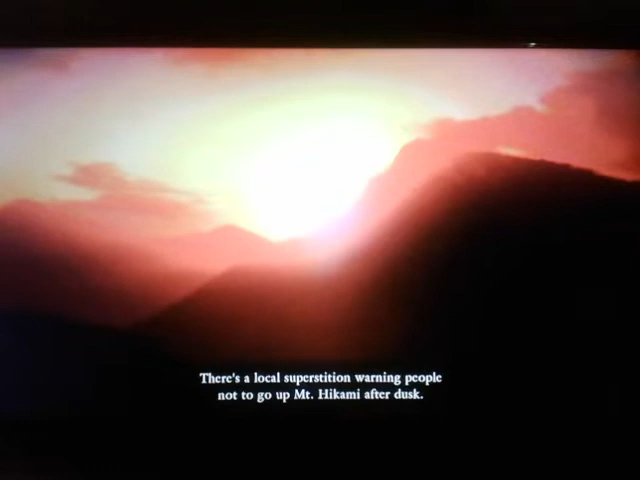 There's a local superstition warning people
not to go up Mt. Hikami after dusk.